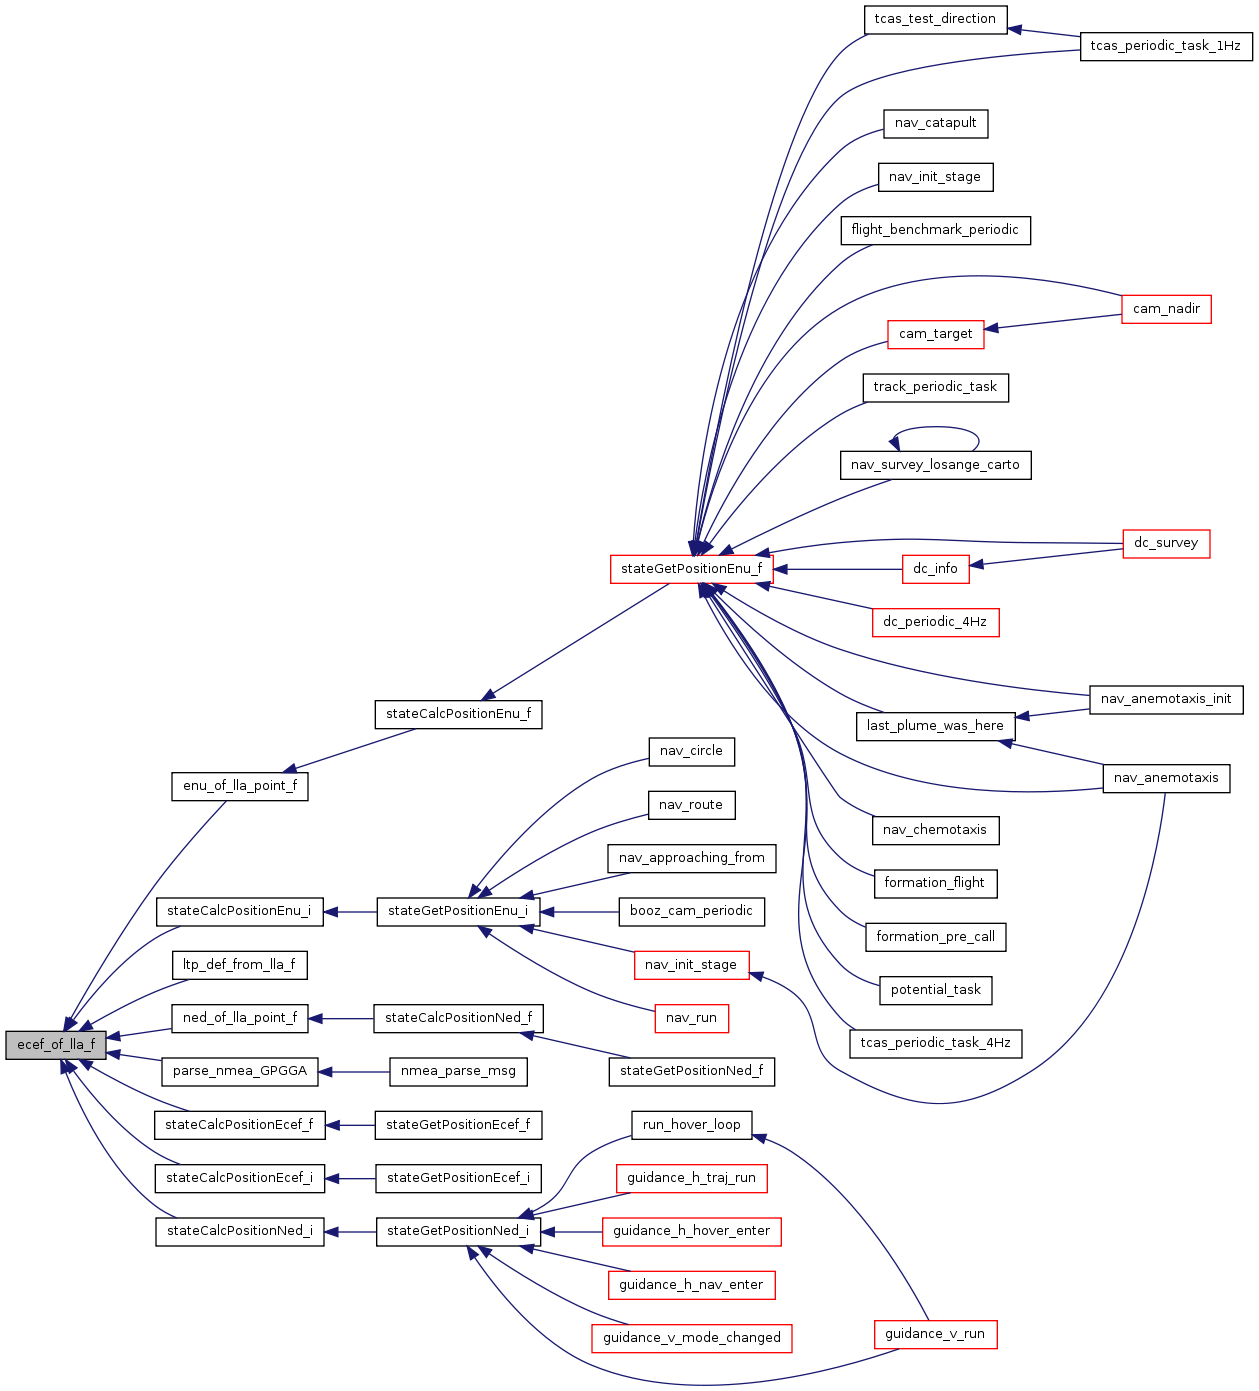 tcas_test_direction
tcas_periodic_task_1Hz
nav_catapult
nav_init_stage
flight_benchmark_periodic
cam_nadir
cam_target
track_periodic_task
nav_survey_losange_carto
dc_survey
stateGetPositionEnu_f
dc_info
dc_periodic_4Hz
nav_anemotaxis_init
stateCalcPositionEnu_f
last_plume_was_here
nav_circle
enu_of_lla_point_f
nav_anemotaxis
nav_route
nav_chemotaxis
nav_approaching_from
formation_flight
stateCalcPositionEnu_i
stateGetPositionEnu_i
booz_cam_periodic
formation_pre_call
ltp_def_from_lla_f
nav_init_stage
potential_task
ned_of_lla_point_f
stateCalcPositionNed_f
nav_run
ecef_of_lla_f
tcas_periodic_task_4Hz
parse_nmea_GPGGA
nmea_parse_msg
stateGetPositionNed_f
stateCalcPositionEcef_f
stateGetPositionEcef_f
run_hover_loop
stateCalcPositionEcef_i
stateGetPositionEcef_i
guidance_h_traj_run
stateCalcPositionNed_i
stateGetPositionNed_i
guidance_h_hover_enter
guidance_h_nav_enter
guidance_v_mode_changed
guidance_v_run